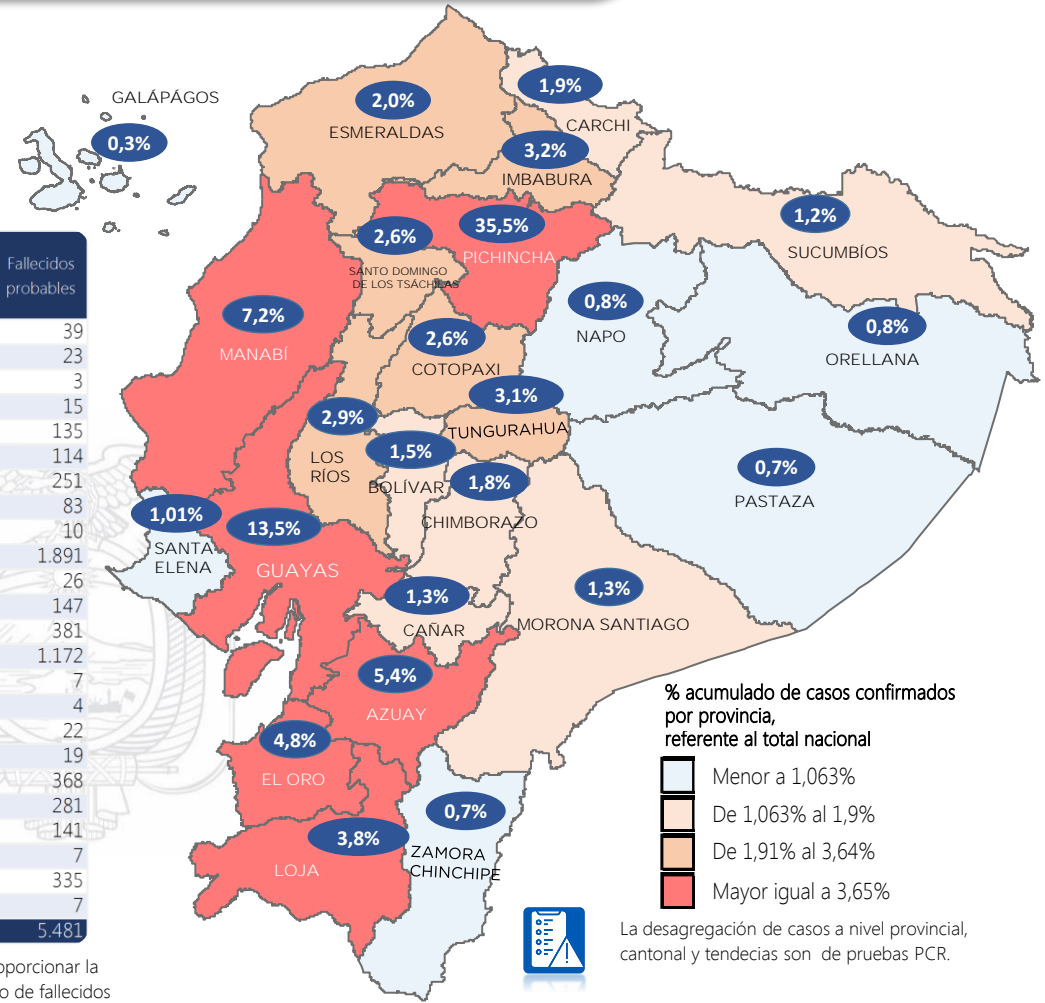 GALÁPÁGOS
0,3%
2,0%
ESMERALDAS
1,9%
CARCHI
3,2%
IMBABURA
1,2%
SUCUMBÍOS
2,6%
SANTO DOMINGO
DE LOS TSÁCHILAS
35,5%
PICHINCHA
7,2%
MANABÍ
0,8%
NAPO
0,8%
ORELLANA
2,6%
COTOPAXI
3,1%
TUNGURAHUA
2,9%
LOS
RÍOS
1,5%
BOLÍVAR
1,8%
CHIMBORAZO
0,7%
PASTAZA
1,01%
SANTA
ELENA
13,5%
GUAYAS
1,3%
CAÑAR
1,3%
MORONA SANTIAGO
5,4%
AZUAY
4,8%
EL ORO
3,8%
LOJA
0,7%
ZAMORA
CHINCHIPE
Fallecidos
probables
39
23
3
15
135
114
251
83
10
1.891
26
147
381
1.172
7
4
22
19
368
281
141
7
335
7
5.481
oporcionar la
o de fallecidos
% acumulado de casos confirmados
por provincia,
referente al total nacional
Menor a 1,063%
De 1,063% al 1,9%
De 1,91% al 3,64%
Mayor igual a 3,65%
La desagregación de casos a nivel provincial,
cantonal y tendecias son de pruebas PCR.